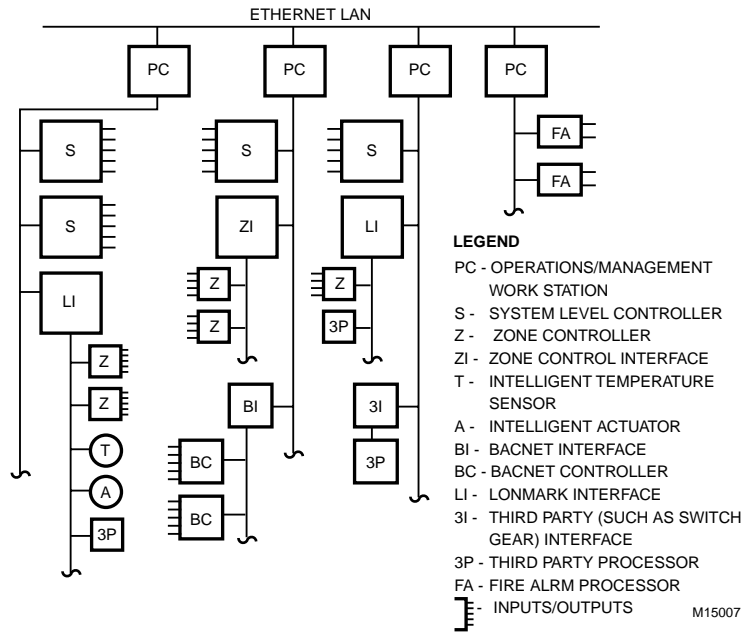 ETHERNET LAN
PC PC PC PC
FA
FA
S S S
S ZI LI
LI
Z Z
Z 3P
Z
Z
T
A
3P
BI 3I
BC 3P
BC
LEGEND
PC - OPERATIONS/MANAGEMENT
WORK STATION
S - SYSTEM LEVEL CONTROLLER
Z - ZONE CONTROLLER
ZI - ZONE CONTROL INTERFACE
T - INTELLIGENT TEMPERATURE
SENSOR
A - INTELLIGENT ACTUATOR
BI - BACNET INTERFACE
BC - BACNET CONTROLLER
LI - LONMARK INTERFACE
3I - THIRD PARTY (SUCH AS SWITCH
GEAR) INTERFACE
3P - THIRD PARTY PROCESSOR
FA - FIRE ALRM PROCESSOR
- INPUTS/OUTPUTS
M15007